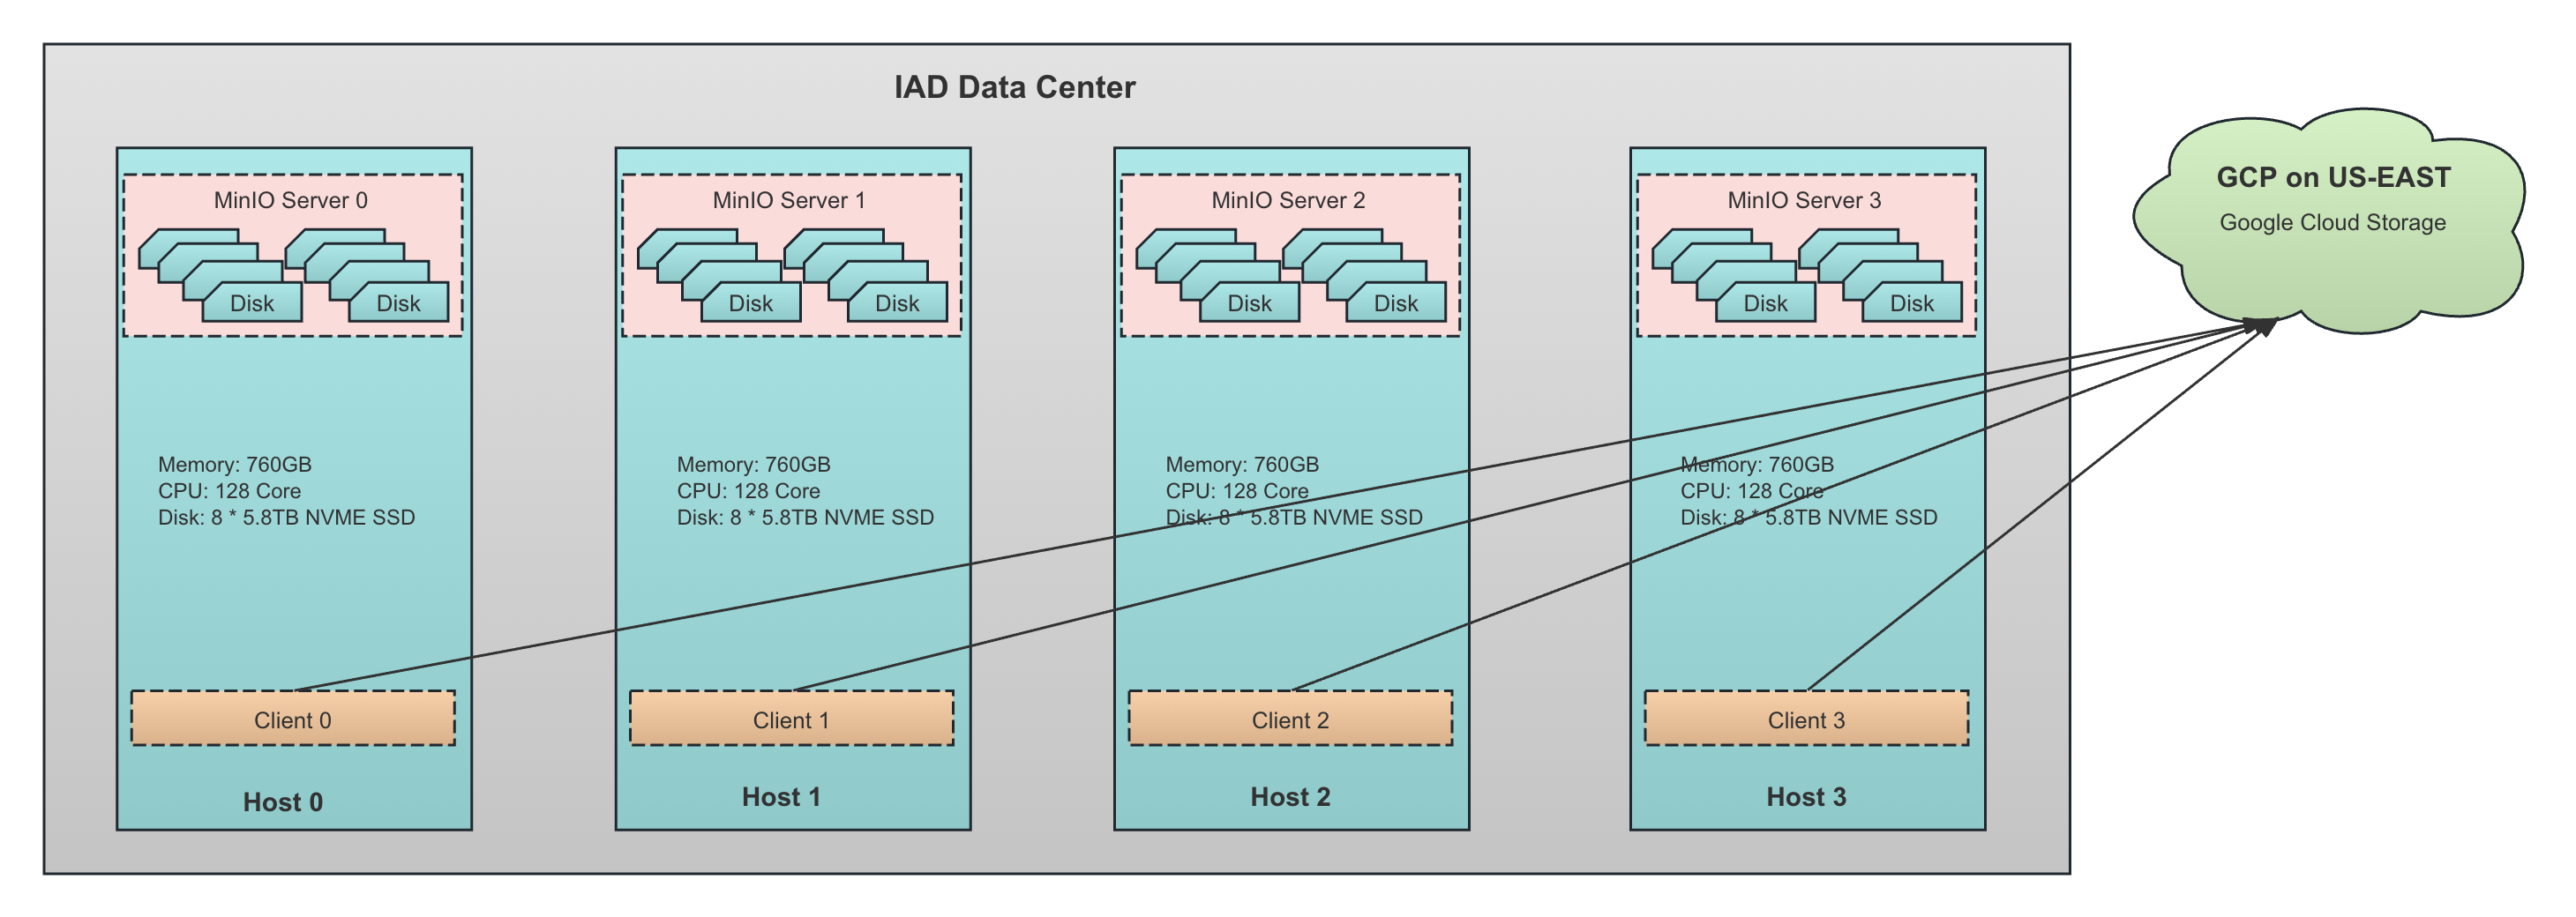 IAD Data Center
GCP on US-EAST
Google Cloud Storage
MinIO Server 0
Disk
Disk
Memory: 760GB
CPU: 128 Core
Disk: 8 * 5.8TB NVME SSD
Client 0
Host 0
MinIO Server 1
Disk
Disk
Memory: 760GB
CPU: 128 Core
Disk: 8 * 5.8TB NVME SSD
Client 1
Host 1
MinIO Server 2
Disk
Disk
Memory: 760GB
CPU: 128 Core
Disk: 8 * 5.8TB NVME SSD
Client 2
Host 2
MinIO Server 3
Disk
Disk
Memory: 760GB
CPU: 128 Core
Disk: 8 * 5.8TB NVME SSD
Client 3
Host 3